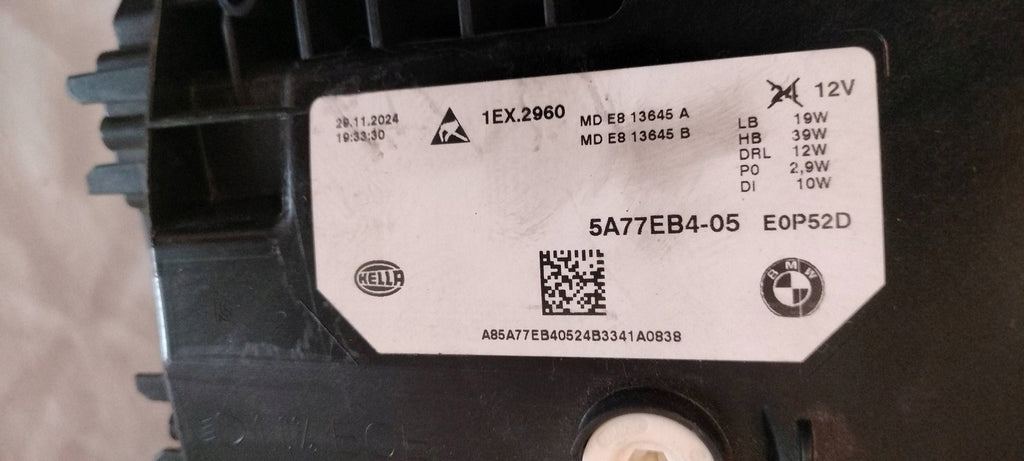 29.11.2024
19:33:30
1EX.2960
MD E8 13645 A
MD E8 13645 B
24 12V
LB 19W
HB 39W
DRL 12W
PO 2,9W
DI 10W
5A77EB4-05 E0P52D
HELLA
BMW
A85A77EB40524B3341A0838